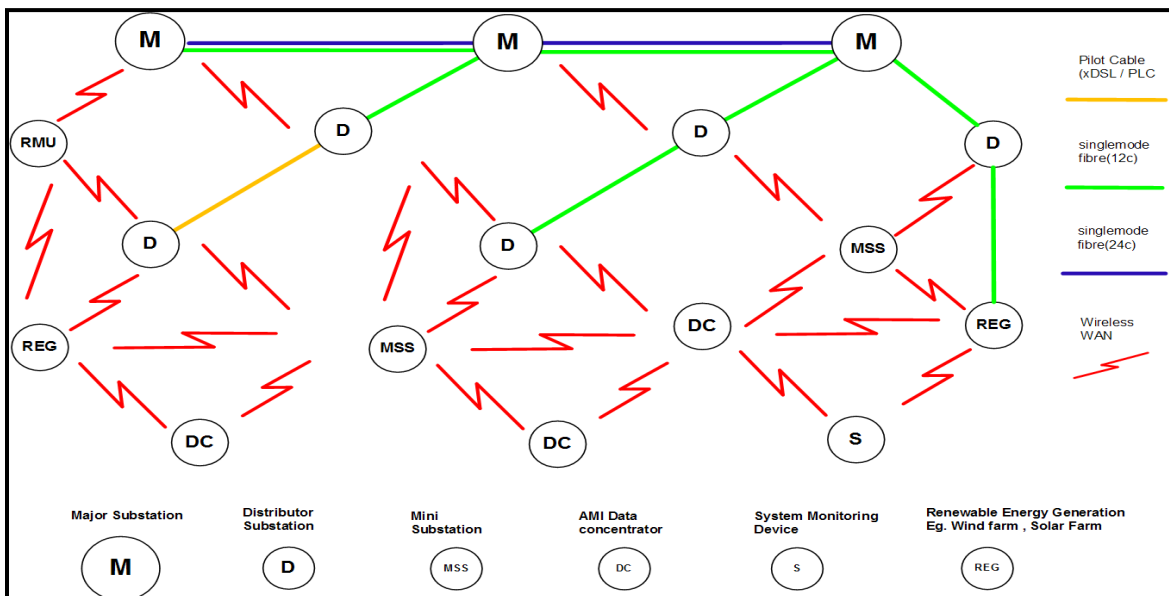 M
M
M
Pilot Cable
(xDSL / PLC
RMU
D
D
D
singlemode
fibre(12c)
D
D
MSS
singlemode
fibre(24c)
REG
MSS
DC
REG
Wireless
WAN
DC
DC
S
Major Substation
Distributor
Substation
Mini
Substation
AMI Data
concentrator
System Monitoring
Device
Renewable Energy Generation
Eg. Wind farm , Solar Farm
M
D
MSS
DC
S
REG